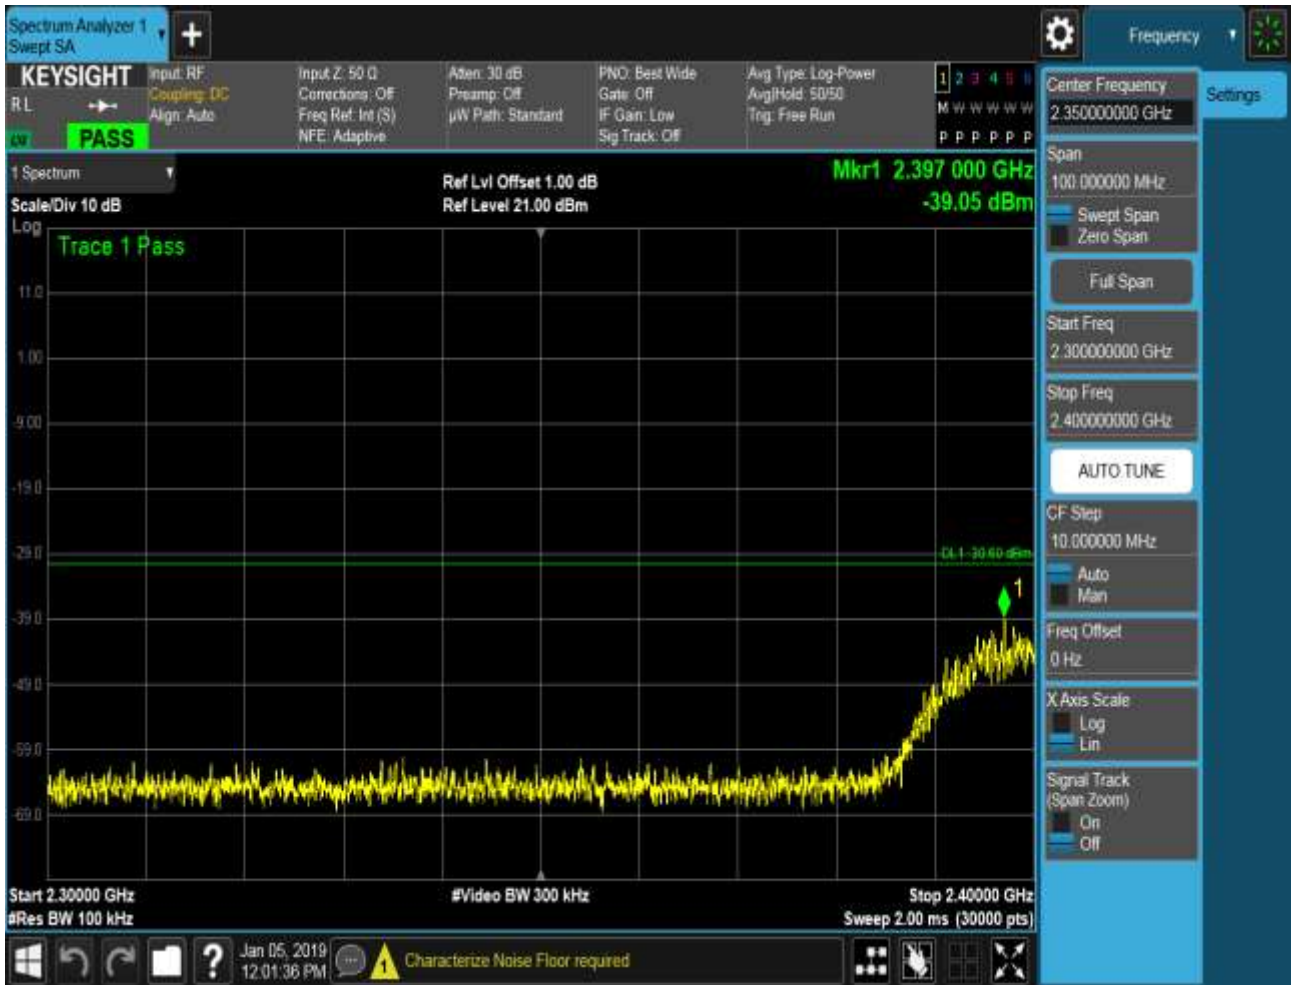 Spectrum Analyzer 1
Swept SA
Frequency
KEYSIGHT
R L
PASS
Input: RF
Coupling: DC
Align: Auto
Input Z: 50 Ω
Corrections: Off
Freq Ref: Int (S)
NFE: Adaptive
Atten: 30 dB
Preamp: Off
µW Path: Standard
PNO: Best Wide
Gate: Off
IF Gain: Low
Sig Track: Off
Avg Type: Log-Power
Avg|Hold: 50/50
Trig: Free Run
1 2 3 4 5 6
M W W W W W
P P P P P P
1 Spectrum
Scale/Div 10 dB
Ref Lvl Offset 1.00 dB
Ref Level 21.00 dBm
Mkr1 2.397 000 GHz
-39.05 dBm
Log
Trace 1 Pass
11.0
1.00
-9.00
-19.0
-29.0
DL1 -30.60 dBm
1
-39.0
-49.0
-59.0
-69.0
Start 2.30000 GHz
#Video BW 300 kHz
Stop 2.40000 GHz
#Res BW 100 kHz
Sweep 2.00 ms (30000 pts)
Center Frequency
2.350000000 GHz
Settings
Span
100.000000 MHz
Swept Span
Zero Span
Full Span
Start Freq
2.300000000 GHz
Stop Freq
2.400000000 GHz
AUTO TUNE
CF Step
10.000000 MHz
Auto
Man
Freq Offset
0 Hz
X Axis Scale
Log
Lin
Signal Track
(Span Zoom)
On
Off
?
Jan 05, 2019
12:01:36 PM
1
Characterize Noise Floor required